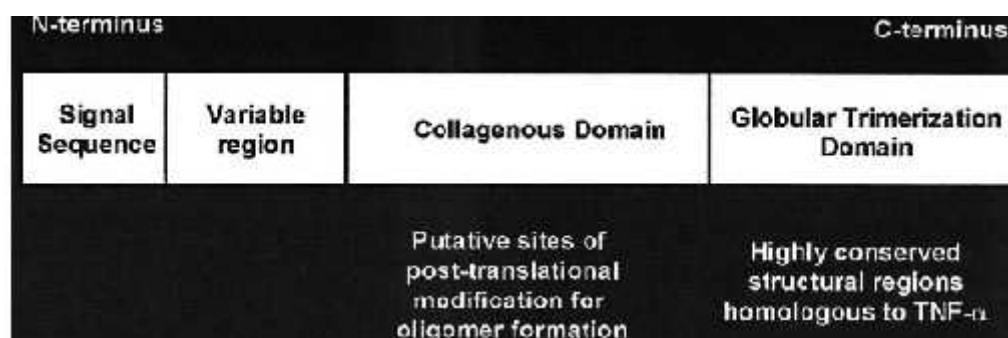 N-terminus
C-terminus
Signal
Sequence
Variable
region
Collagenous Domain
Globular Trimerization
Domain
Putative sites of
post-translational
modification for
oligomer formation
Highly conserved
structural regions
homologous to TNF-α